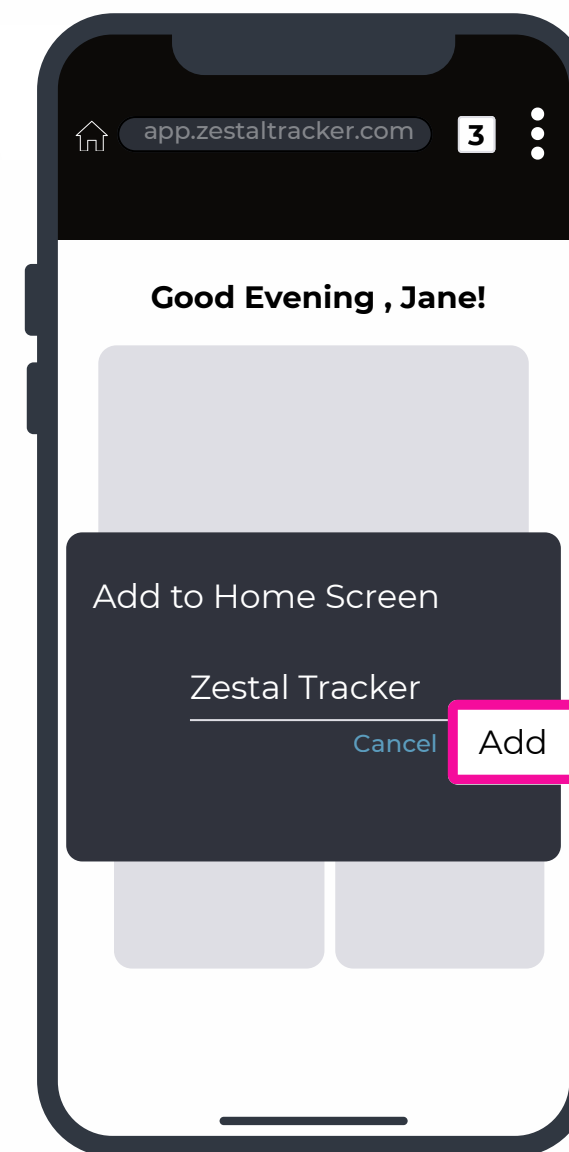 app.zestaltracker.com 3
Good Evening , Jane!
Add to Home Screen
Zestal Tracker
Cancel Add